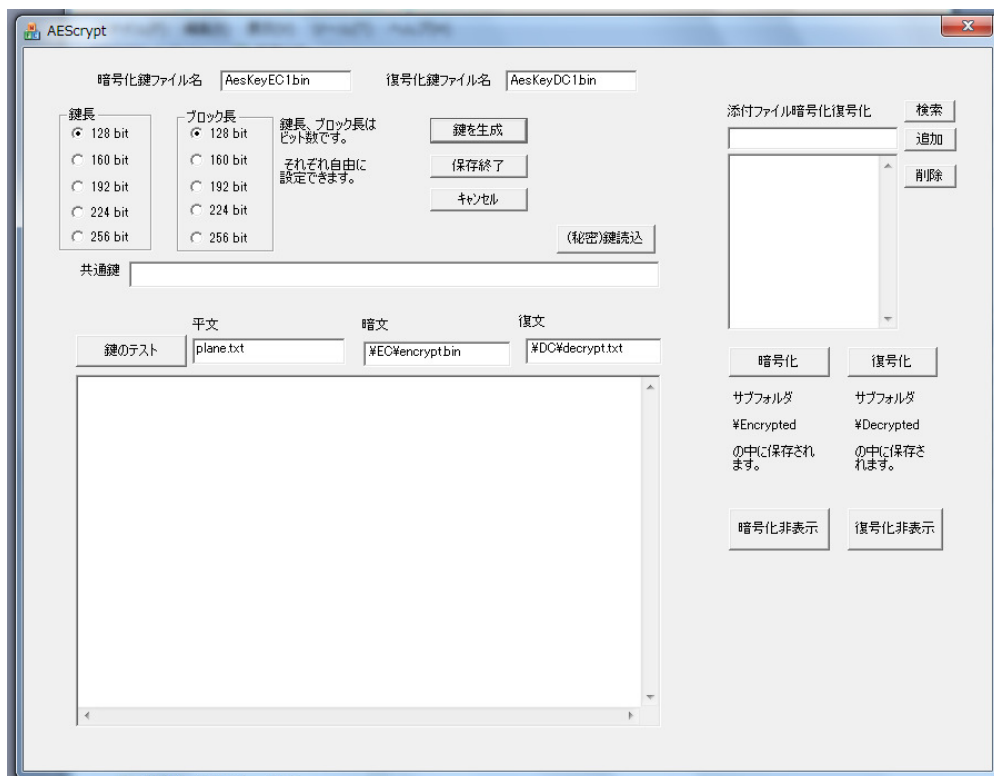 AEScrypt
暗号化鍵ファイル名 AesKeyEC1.bin 復号化鍵ファイル名 AesKeyDC1.bin
鍵長
128 bit
160 bit
192 bit
224 bit
256 bit
ブロック長
128 bit
160 bit
192 bit
224 bit
256 bit
鍵長、ブロック長は
ビット数です。
それぞれ自由に
設定できます。
鍵を生成
保存終了
キャンセル
(秘密)鍵読込
共通鍵
鍵のテスト
平文
plane.txt
暗文
¥EC¥encrypt.bin
復文
¥DC¥decrypt.txt
添付ファイル暗号化復号化
検索
追加
削除
暗号化
サブフォルダ
¥Encrypted
の中に保存され
ます。
暗号化非表示
復号化
サブフォルダ
¥Decrypted
の中に保存さ
れます。
復号化非表示